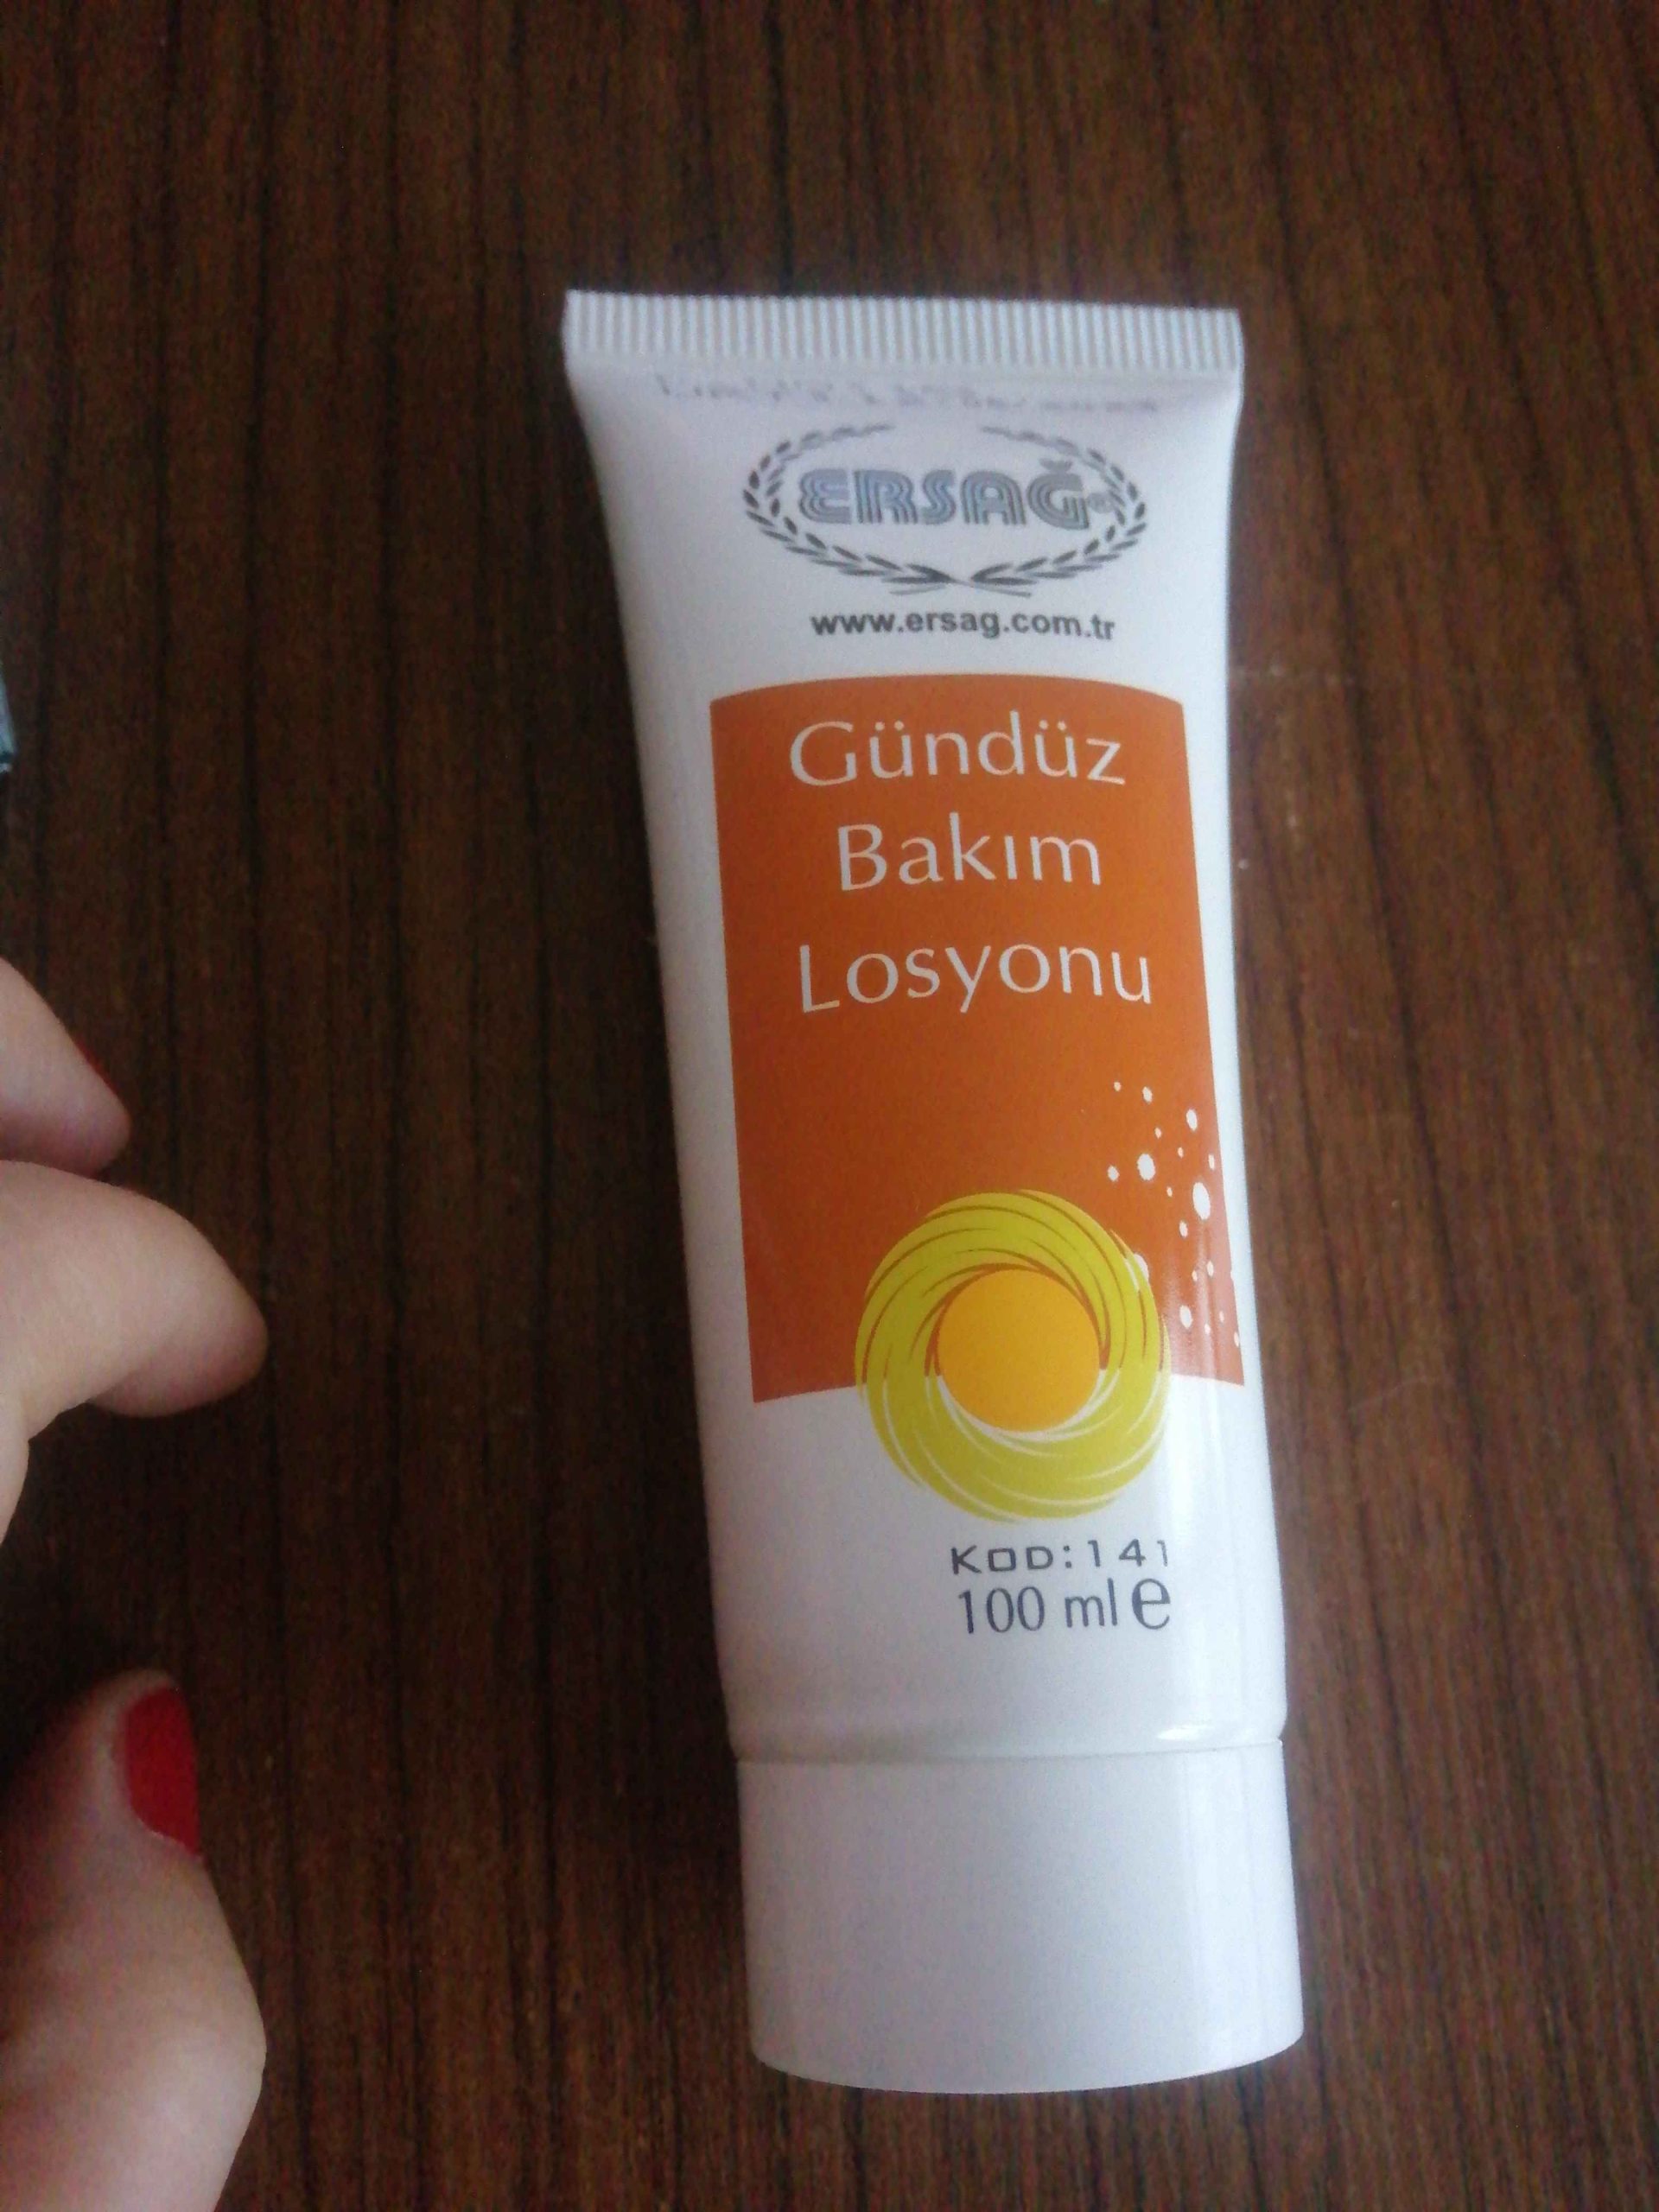 ERSAĞ®
www.ersag.com.tr
Gündüz
Bakım
Losyonu
KOD:141
100 ml e